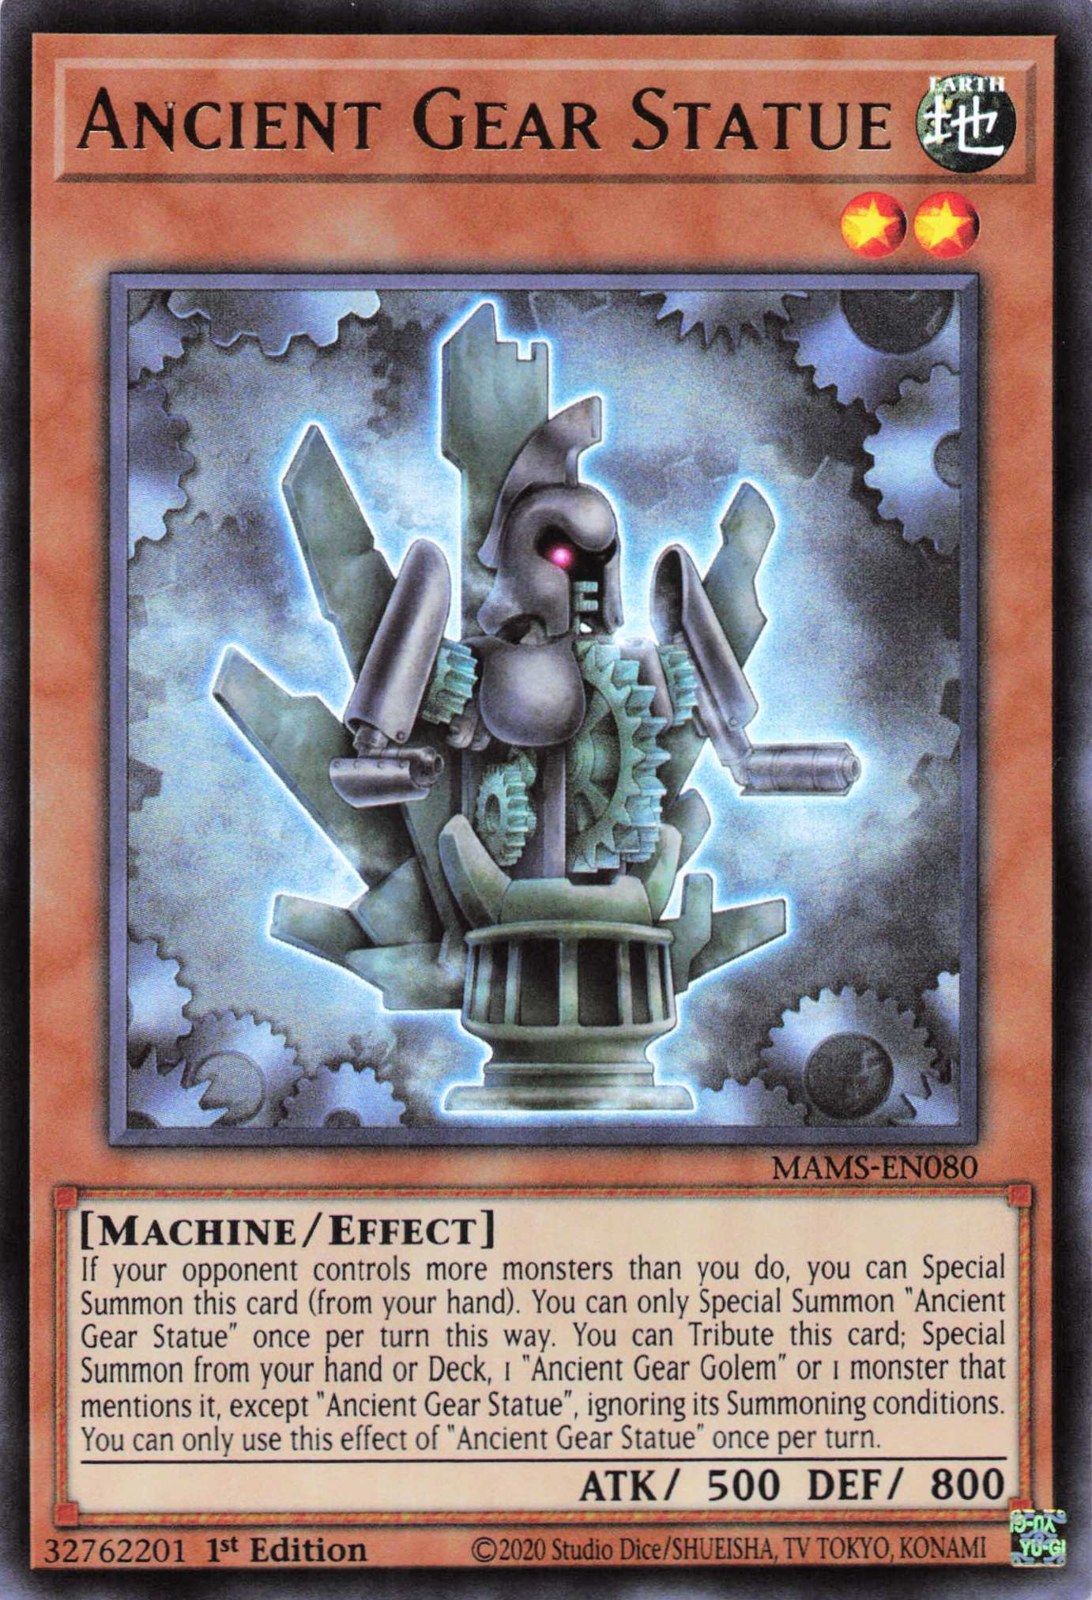 ANCIENT GEAR STATUE
EARTH
地
MAMS-EN080
[MACHINE/EFFECT]
If your opponent controls more monsters than you do, you can Special
Summon this card (from your hand). You can only Special Summon "Ancient
Gear Statue" once per turn this way. You can Tribute this card; Special
Summon from your hand or Deck, 1 "Ancient Gear Golem" or 1 monster that
mentions it, except "Ancient Gear Statue", ignoring its Summoning conditions.
You can only use this effect of "Ancient Gear Statue" once per turn.
ATK/ 500 DEF/ 800
32762201 1st Edition ©2020 Studio Dice/SHUEISHA, TV TOKYO, KONAMI
YU-GI